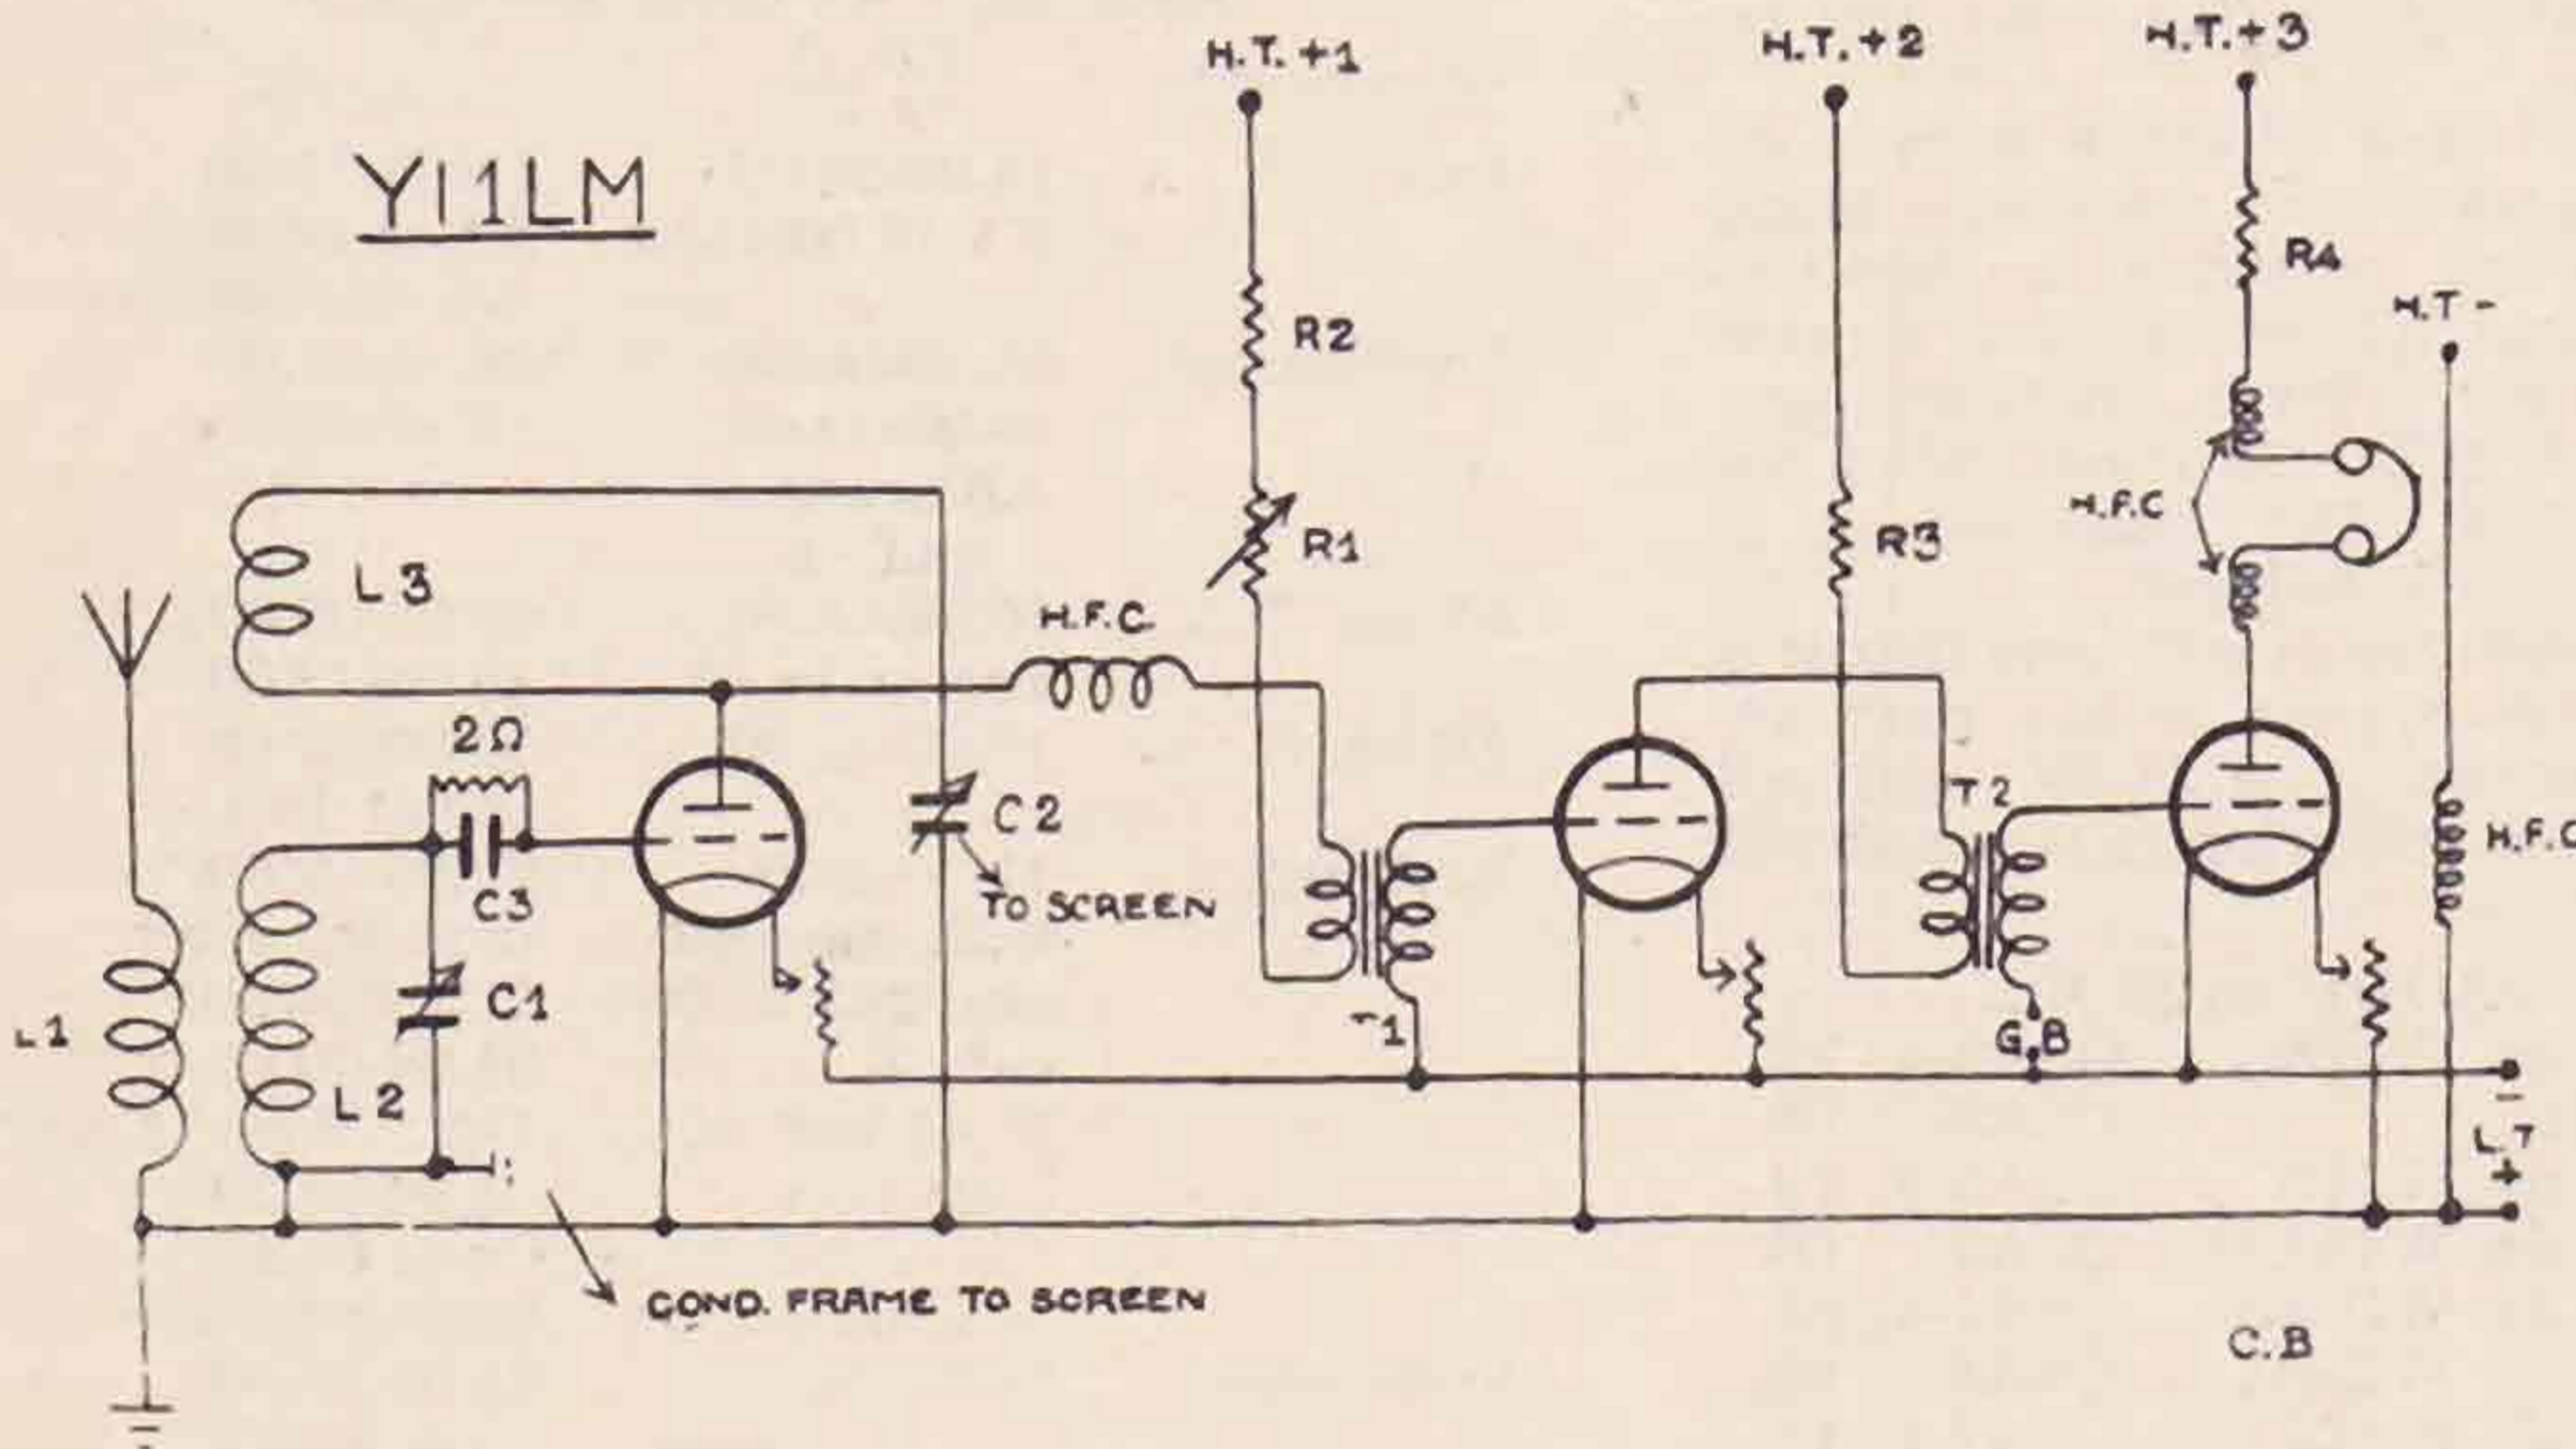 H.T. +1
H.T. +2
H.T. +3
YI1LM
R4
H.T -
R2
H.F.C
R1
R3
L3
H.F.C.
2Ω
T2
C2
H.F.C
C3
TO SCREEN
C1
L1
T1
G.B
L2
-
L.T
+
COND. FRAME TO SCREEN
C.B